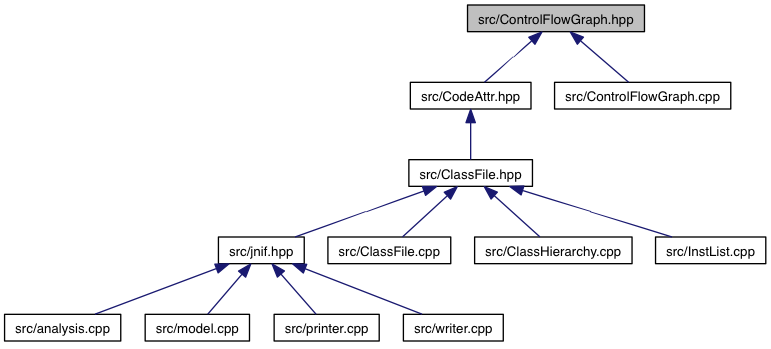 src/ControlFlowGraph.hpp
src/CodeAttr.hpp
src/ControlFlowGraph.cpp
src/ClassFile.hpp
src/jnif.hpp
src/ClassFile.cpp
src/ClassHierarchy.cpp
src/InstList.cpp
src/analysis.cpp
src/model.cpp
src/printer.cpp
src/writer.cpp